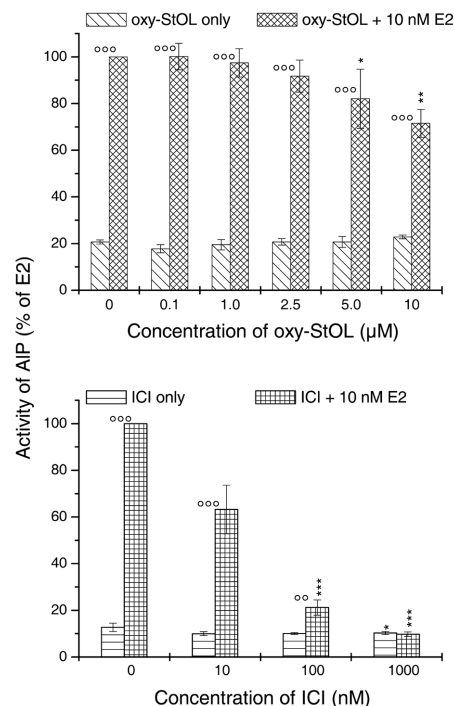 oxy-StOL only oxy-StOL + 10 nM E2
100
80
60
40
20
0
°°° °°° °°° °°° °°° * °°° **
0 0.1 1.0 2.5 5.0 10
Concentration of oxy-StOL (µM)
Activity of AlP (% of E2)
ICI only ICI + 10 nM E2
100
80
60
40
20
0
°°° °°° °° *** * ***
0 10 100 1000
Concentration of ICI (nM)